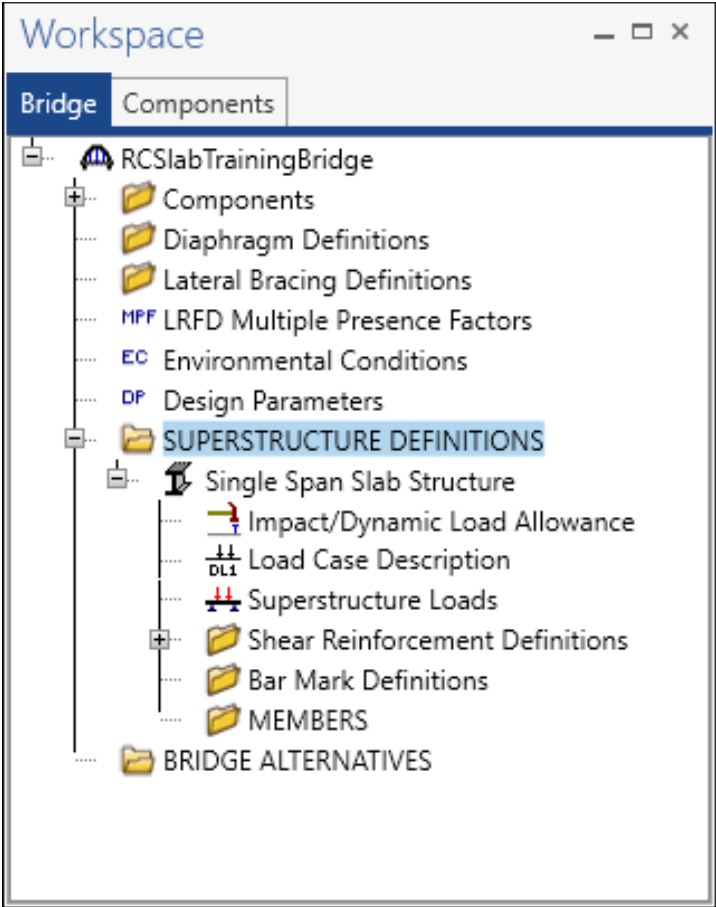 Workspace
Bridge Components
RCSlabTrainingBridge
Components
Diaphragm Definitions
Lateral Bracing Definitions
MPF LRFD Multiple Presence Factors
EC Environmental Conditions
DP Design Parameters
SUPERSTRUCTURE DEFINITIONS
Single Span Slab Structure
Impact/Dynamic Load Allowance
DL1 Load Case Description
Superstructure Loads
Shear Reinforcement Definitions
Bar Mark Definitions
MEMBERS
BRIDGE ALTERNATIVES